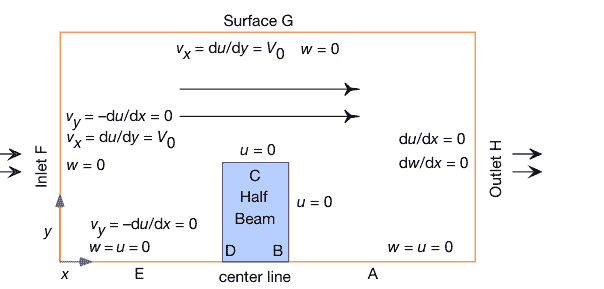 Surface G
vx = du/dy = V0 w = 0
vy = –du/dx = 0
vx = du/dy = V0
w = 0
Inlet F
u = 0
C
Half
Beam
D B
u = 0
du/dx = 0
dw/dx = 0
Outlet H
vy = –du/dx = 0
w = u = 0
w = u = 0
y
x
E
center line
A